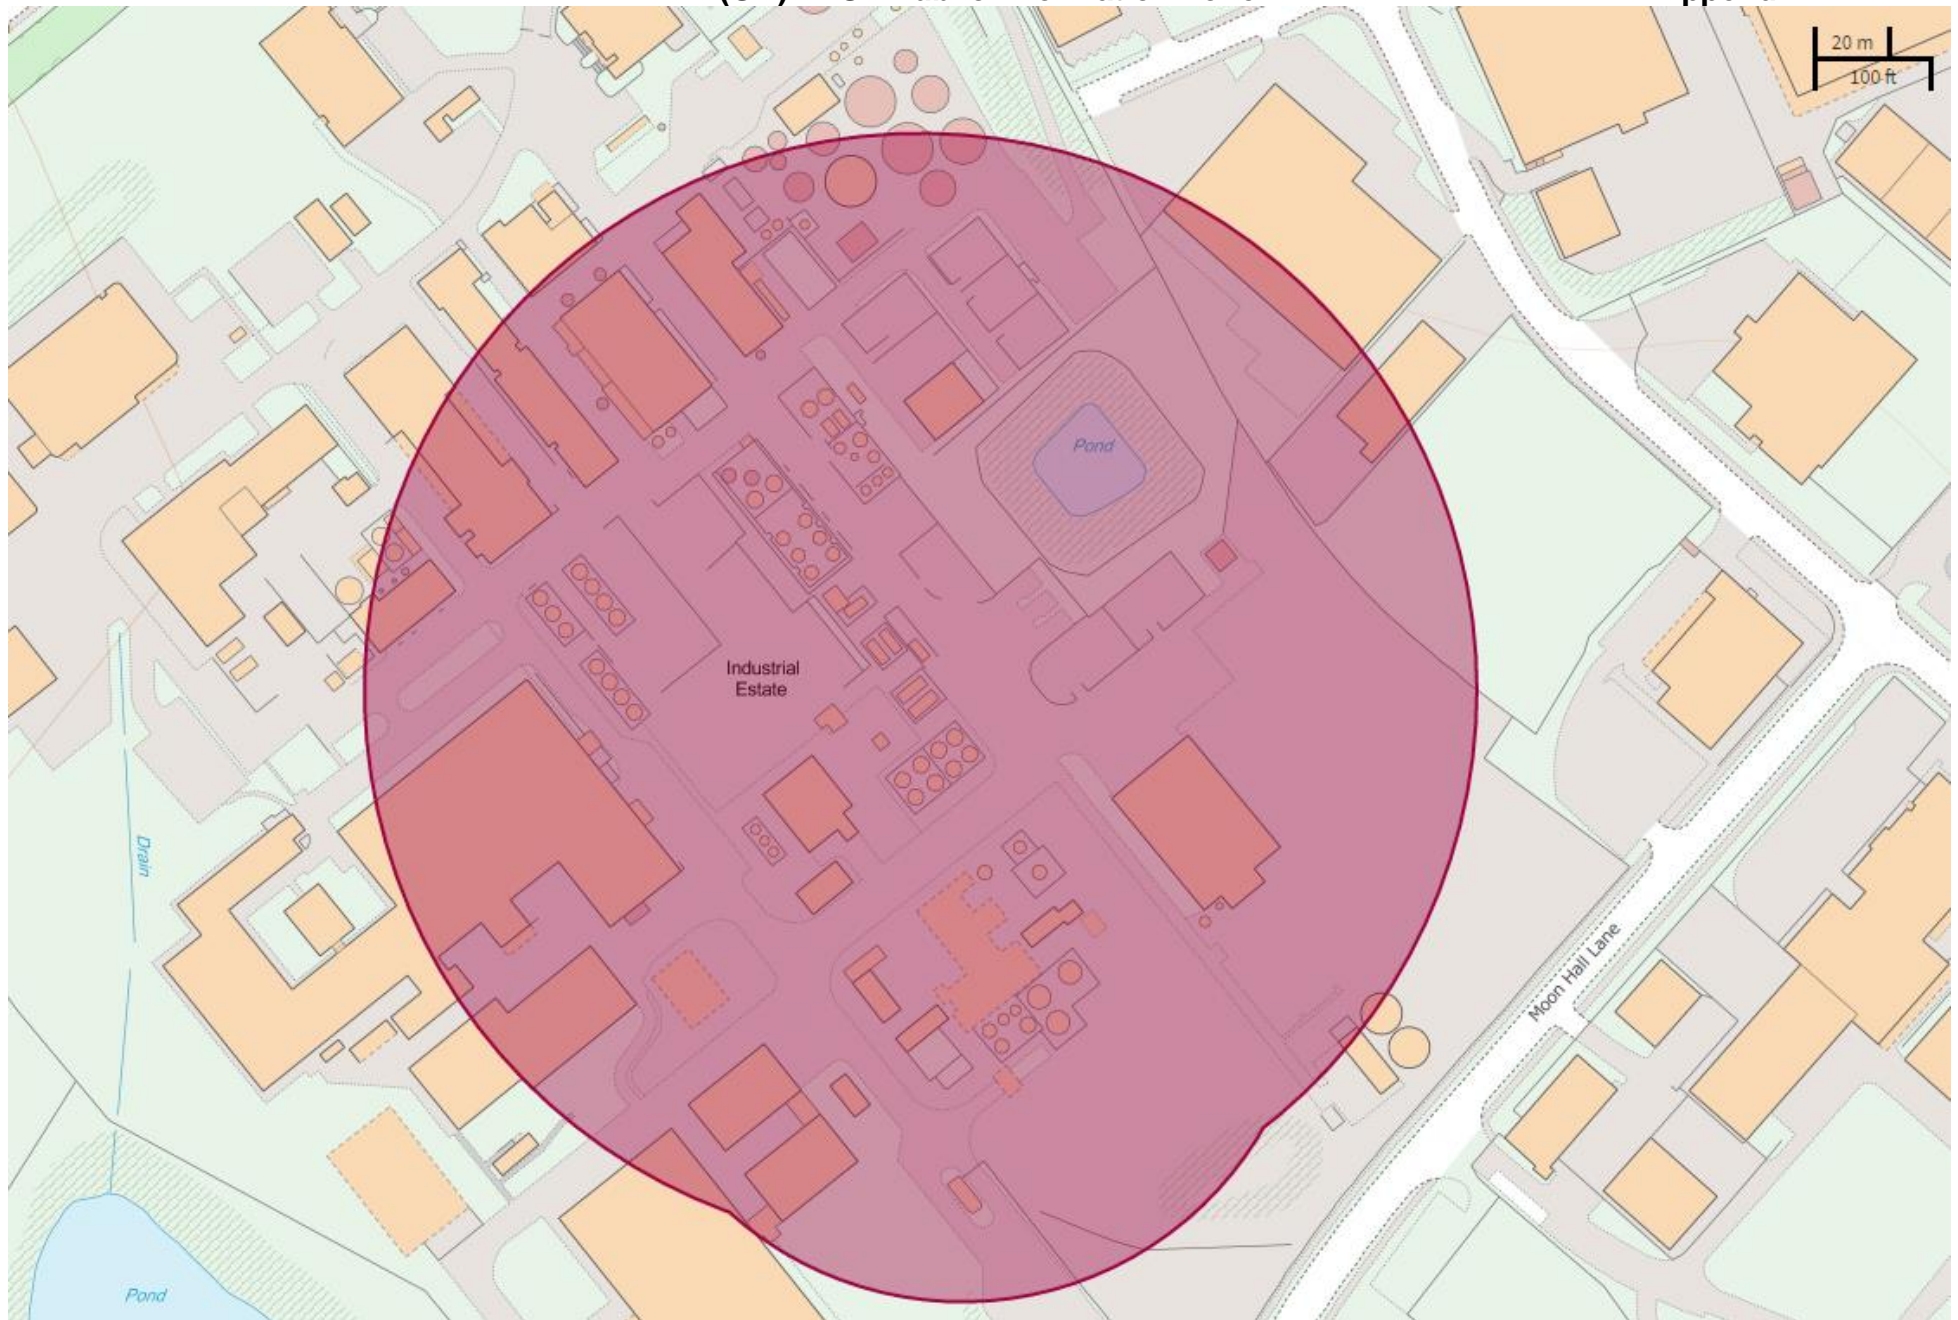 20 m
100 ft
Pond
Industrial
Estate
Drain
Moon Hall Lane
Pond